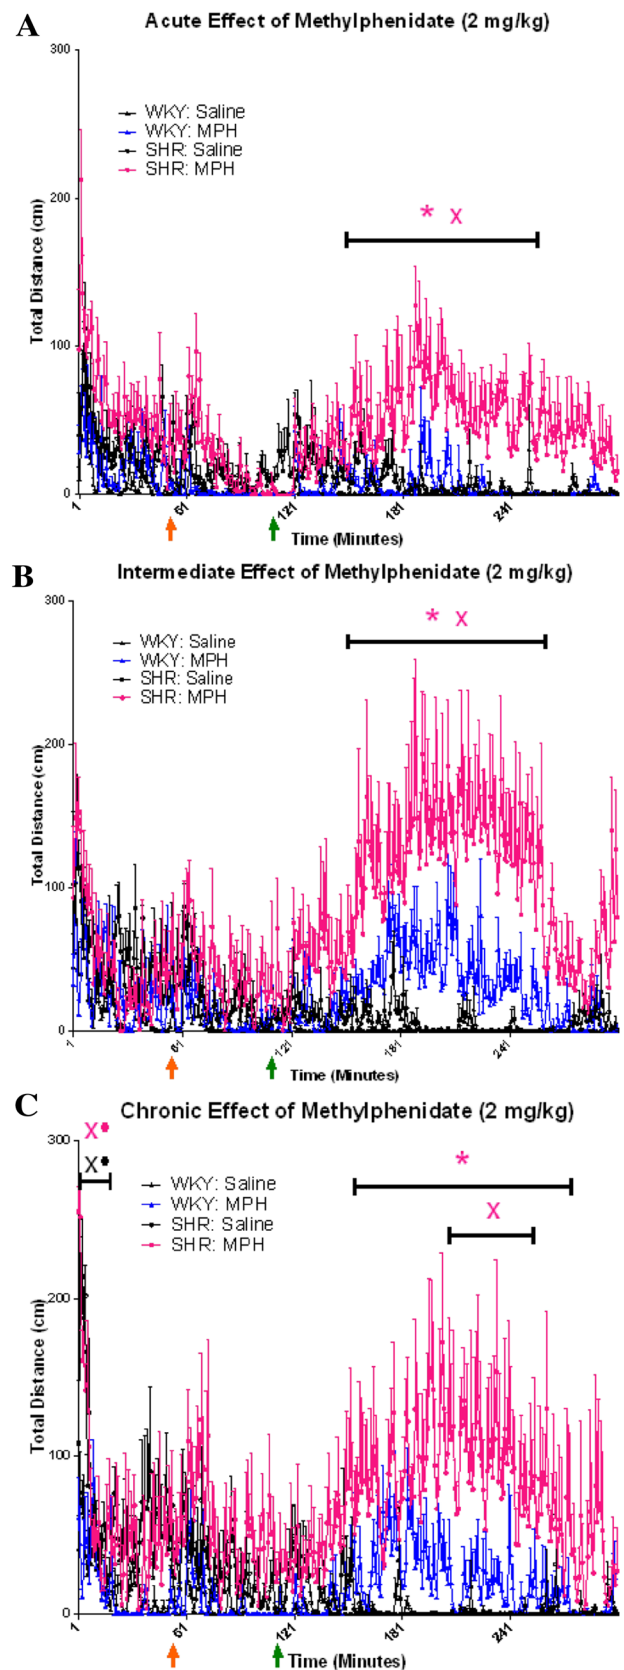 A
Acute Effect of Methylphenidate (2 mg/kg)
300
WKY: Saline
WKY: MPH
SHR: Saline
SHR: MPH
200
* X
Total Distance (cm)
100
0
1
61
121
181
241
Time (Minutes)
B
Intermediate Effect of Methylphenidate (2 mg/kg)
300
* X
WKY: Saline
WKY: MPH
SHR: Saline
SHR: MPH
200
Total Distance (cm)
100
0
1
61
121
181
241
Time (Minutes)
C
Chronic Effect of Methylphenidate (2 mg/kg)
X
300
X
*
WKY: Saline
WKY: MPH
SHR: Saline
SHR: MPH
X
200
Total Distance (cm)
100
0
1
61
121
181
241
Time (Minutes)